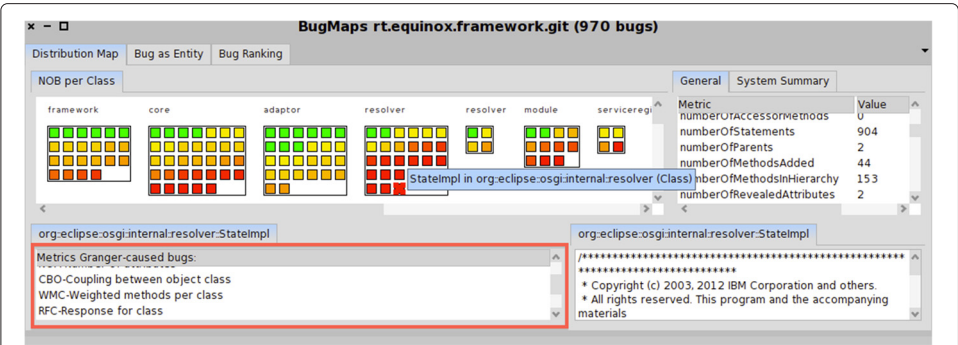 BugMaps rt.equinox.framework.git (970 bugs)
Distribution Map
Bug as Entity
Bug Ranking
NOB per Class
General
System Summary
framework
core
adaptor
resolver
resolver
module
serviceregi
Metric Value
numberOfAccessorMethods 0
numberOfStatements 904
numberOfParents 2
numberOfMethodsAdded 44
mberOfMethodsInHierarchy 153
numberOfRevealedAttributes 2
StateImpl in org:eclipse:osgi:internal:resolver (Class)
org:eclipse:osgi:internal:resolver:StateImpl
Metrics Granger-caused bugs:
CBO-Coupling between object class
WMC-Weighted methods per class
RFC-Response for class
org:eclipse:osgi:internal:resolver:StateImpl
* Copyright (c) 2003, 2012 IBM Corporation and others.
* All rights reserved. This program and the accompanying
materials